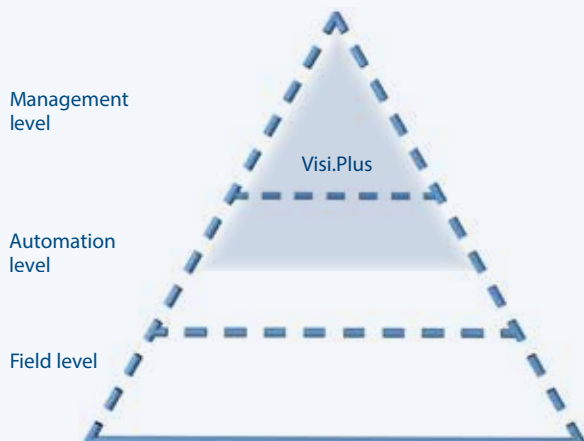 Management
level
Visi.Plus
Automation
level
Field level